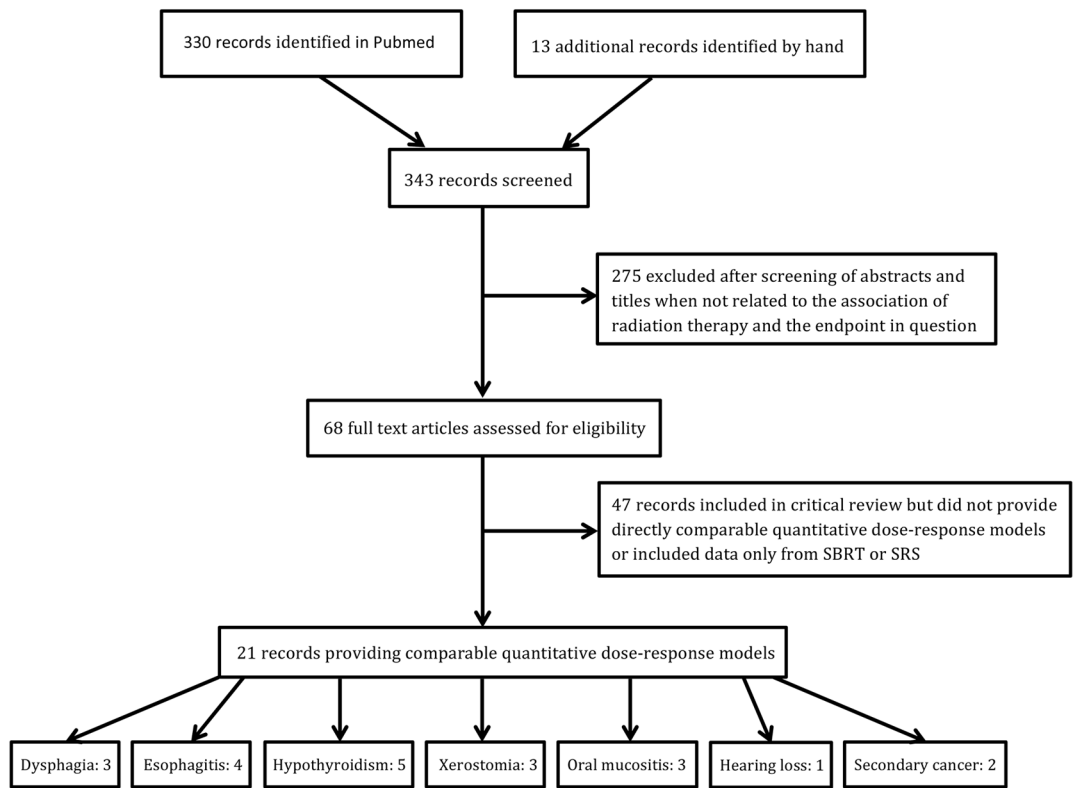 330 records identified in Pubmed
13 additional records identified by hand
343 records screened
275 excluded after screening of abstracts and
titles when not related to the association of
radiation therapy and the endpoint in question
68 full text articles assessed for eligibility
47 records included in critical review but did not provide
directly comparable quantitative dose-response models
or included data only from SBRT or SRS
21 records providing comparable quantitative dose-response models
Dysphagia: 3
Esophagitis: 4
Hypothyroidism: 5
Xerostomia: 3
Oral mucositis: 3
Hearing loss: 1
Secondary cancer: 2